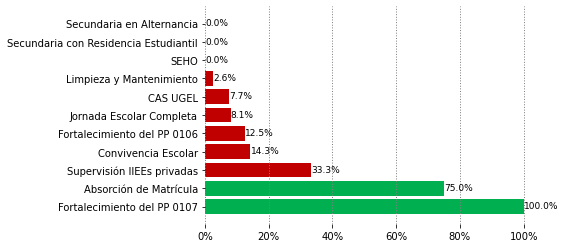 Secundaria en Alternancia 0.0%
Secundaria con Residencia Estudiantil 0.0%
SEHO 0.0%
Limpieza y Mantenimiento 2.6%
CAS UGEL 7.7%
Jornada Escolar Completa 8.1%
Fortalecimiento del PP 0106 12.5%
Convivencia Escolar 14.3%
Supervisión IIEEs privadas 33.3%
Absorción de Matrícula 75.0%
Fortalecimiento del PP 0107 100.0%
0% 20% 40% 60% 80% 100%